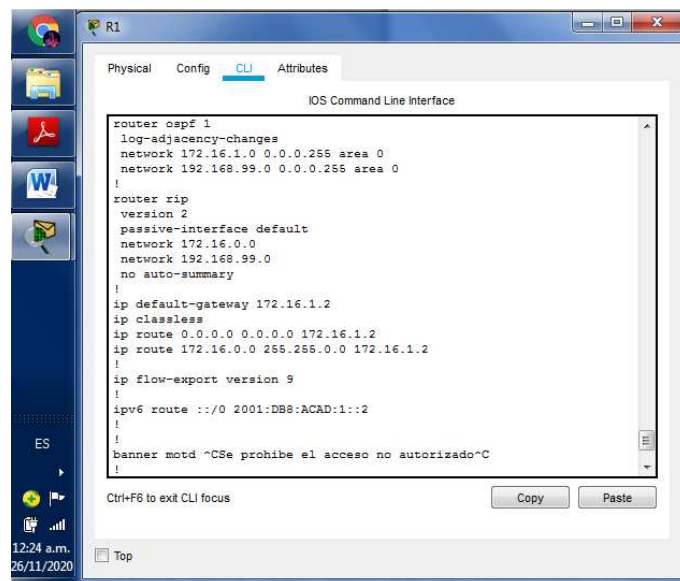 R1
Physical Config CLI Attributes
IOS Command Line Interface
router ospf 1
log-adjacency-changes
network 172.16.1.0 0.0.0.255 area 0
network 192.168.99.0 0.0.0.255 area 0
!
router rip
version 2
passive-interface default
network 172.16.0.0
network 192.168.99.0
no auto-summary
!
ip default-gateway 172.16.1.2
ip classless
ip route 0.0.0.0 0.0.0.0 172.16.1.2
ip route 172.16.0.0 255.255.0.0 172.16.1.2
!
ip flow-export version 9
!
ipv6 route ::/0 2001:DB8:ACAD:1::2
!
!
banner motd ^CSe prohibe el acceso no autorizado^C
!
Ctrl+F6 to exit CLI focus
Copy Paste
Top
W
ES
12:24 a.m.
26/11/2020